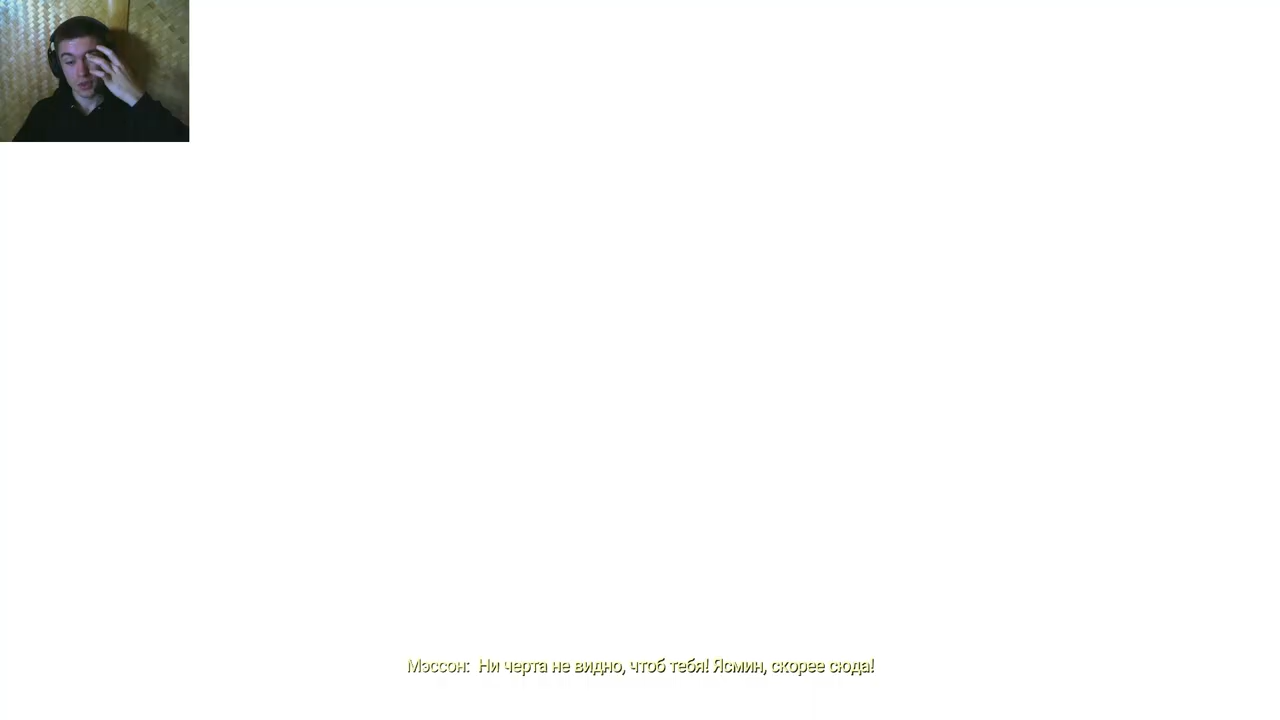 Мэссон: Ни черта не видно, чтоб тебя! Ясмин, скорее сюда!